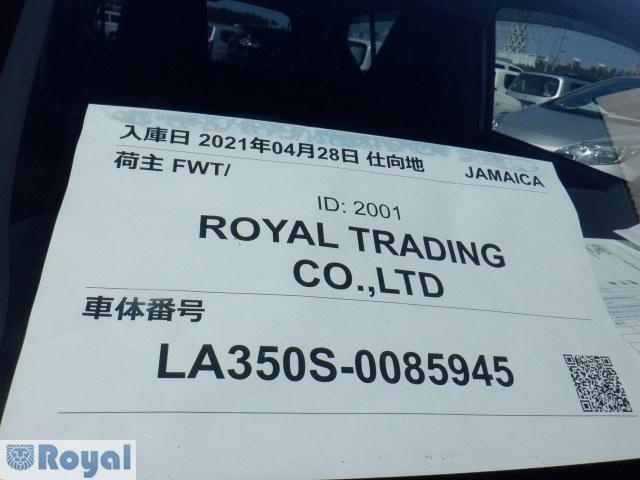 入庫日 2021年04月28日 仕向地 JAMAICA
荷主 FWT/
ID: 2001
ROYAL TRADING
CO.,LTD
車体番号
LA350S-0085945
Royal